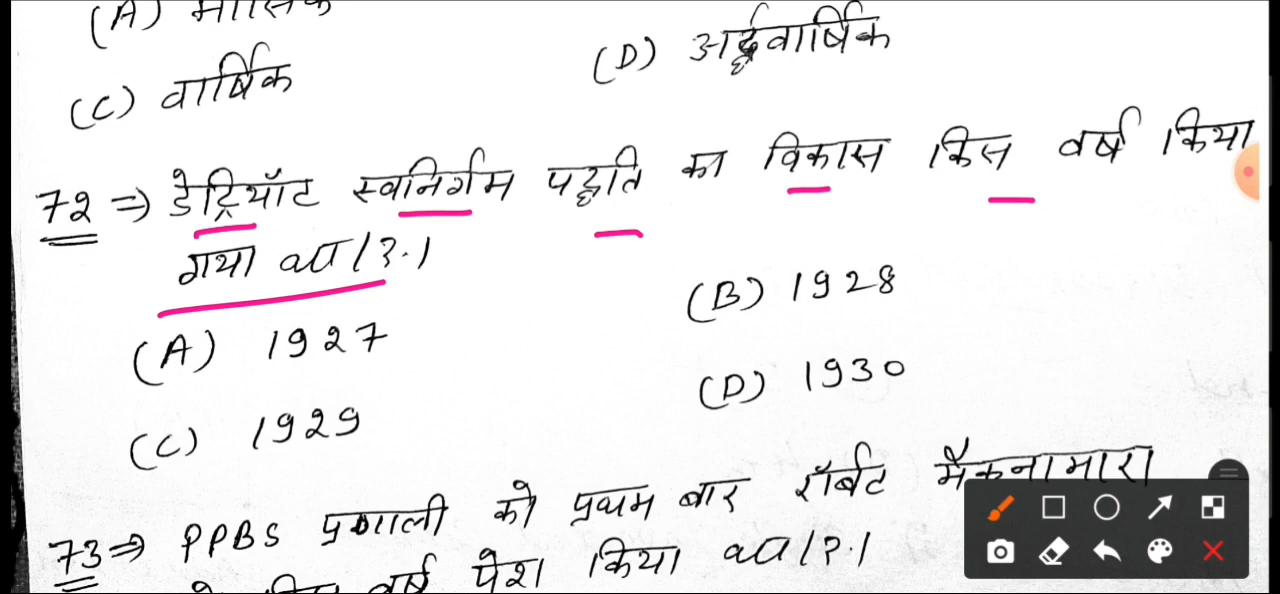 (A) मासिक
(C) वार्षिक (D) अर्द्धवार्षिक
72 ⇒ डेट्रियॉट स्वनिर्गम पद्धति का विकास किस वर्ष किया
गया था?.।
(A) 1927 (B) 1928
(C) 1929 (D) 1930
73 ⇒ PPBS प्रणाली को प्रथम बार रॉर्बट मैकनामारा
किस वर्ष पेश किया था?.।